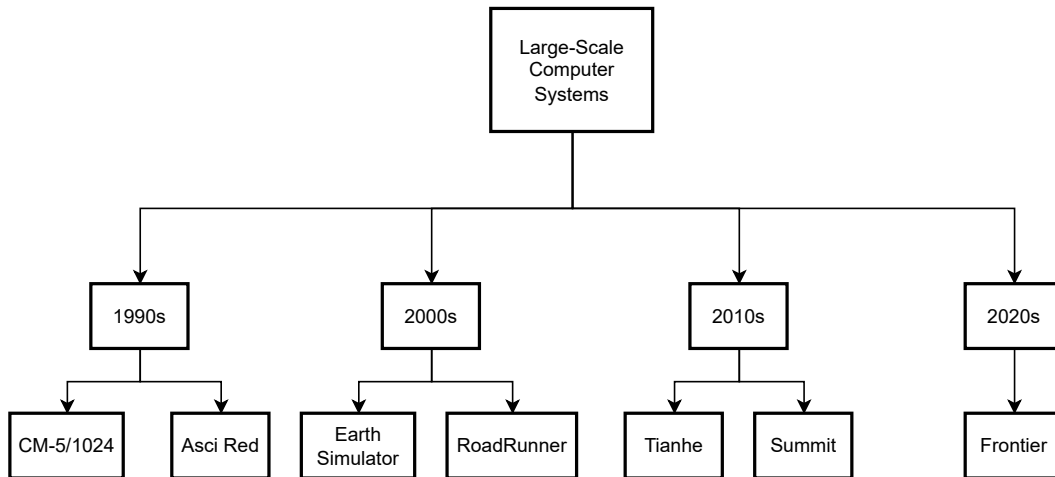 Large-Scale
Computer
Systems
1990s
2000s
2010s
2020s
CM-5/1024
Asci Red
Earth
Simulator
RoadRunner
Tianhe
Summit
Frontier